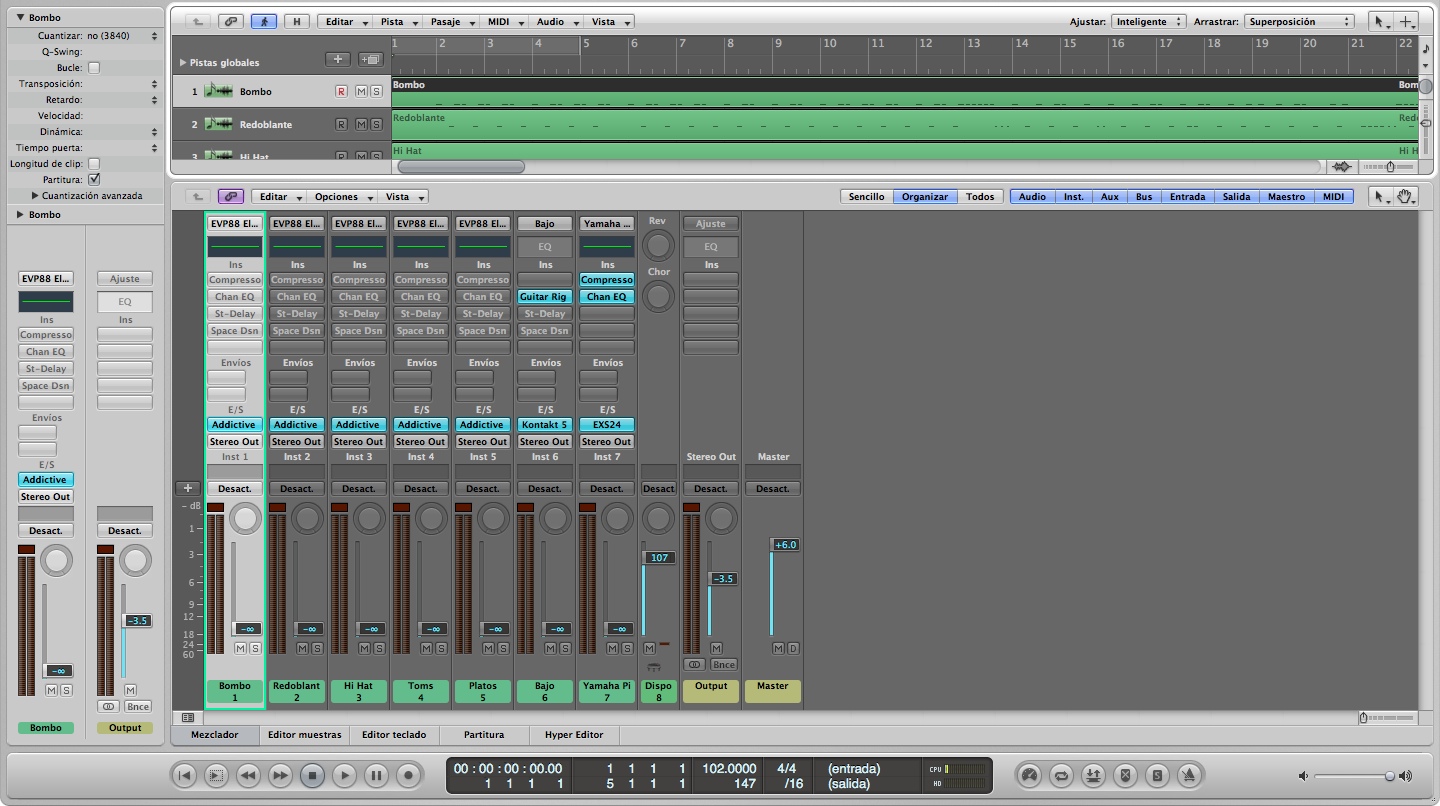 Bombo
Cuantizar: no (3840)
Q-Swing:
Bucle:
Transposición:
Retardo:
Velocidad:
Dinámica:
Tiempo puerta:
Longitud de clip:
Partitura:
Cuantización avanzada
Bombo
EVP88 El... Ajuste
EQ
Ins Ins
Compresso
Chan EQ
St-Delay
Space Dsn
Envíos
E/S
Addictive
Stereo Out
Desact. Desact.
-3.5
-∞
M S M
Bnce
Bombo Output
H Editar Pista Pasaje MIDI Audio Vista Ajustar: Inteligente Arrastrar: Superposición
1 2 3 4 5 6 7 8 9 10 11 12 13 14 15 16 17 18 19 20 21 22
Pistas globales
1 Bombo R M S Bombo Bom
2 Redoblante R M S Redoblante Red
3 Hi Hat R M S Hi Hat Hi H
Editar Opciones Vista Sencillo Organizar Todos Audio Inst. Aux Bus Entrada Salida Maestro MIDI
EVP88 El... EVP88 El... EVP88 El... EVP88 El... EVP88 El... Bajo Yamaha ... Rev Ajuste
EQ EQ
Ins Ins Ins Ins Ins Ins Ins Chor Ins
Compresso Compresso Compresso Compresso Compresso Compresso
Chan EQ Chan EQ Chan EQ Chan EQ Chan EQ Guitar Rig Chan EQ
St-Delay St-Delay St-Delay St-Delay St-Delay St-Delay
Space Dsn Space Dsn Space Dsn Space Dsn Space Dsn Space Dsn
Envíos Envíos Envíos Envíos Envíos Envíos Envíos
E/S E/S E/S E/S E/S E/S E/S
Addictive Addictive Addictive Addictive Addictive Kontakt 5 EXS24
Stereo Out Stereo Out Stereo Out Stereo Out Stereo Out Stereo Out Stereo Out
Inst 1 Inst 2 Inst 3 Inst 4 Inst 5 Inst 6 Inst 7 Stereo Out Master
Desact. Desact. Desact. Desact. Desact. Desact. Desact. Desact Desact. Desact.
- dB
1
3
6
9
12
18
24
60
107 -3.5 +6.0
-∞ -∞ -∞ -∞ -∞ -∞ -∞
M S M S M S M S M S M S M S M M M D
Bnce
Bombo Redoblant Hi Hat Toms Platos Bajo Yamaha Pi Dispo Output Master
1 2 3 4 5 6 7 8
Mezclador Editor muestras Editor teclado Partitura Hyper Editor
00 : 00 : 00 : 00.00 1 1 1 1 102.0000 4/4 (entrada) CPU
1 1 1 1 5 1 1 1 147 /16 (salida) HD
S